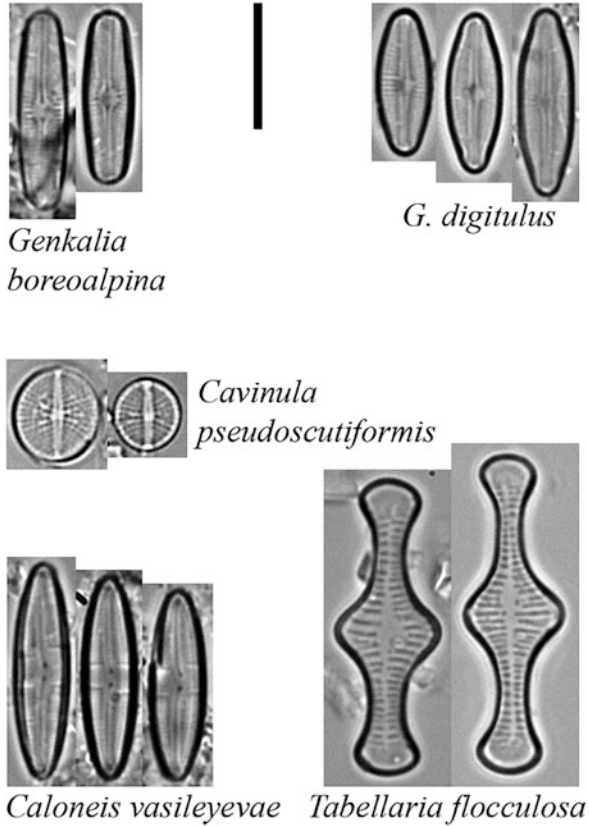 Genkalia
boreoalpina
G. digitulus
Cavinula
pseudoscutiformis
Caloneis vasileyevae
Tabellaria flocculosa